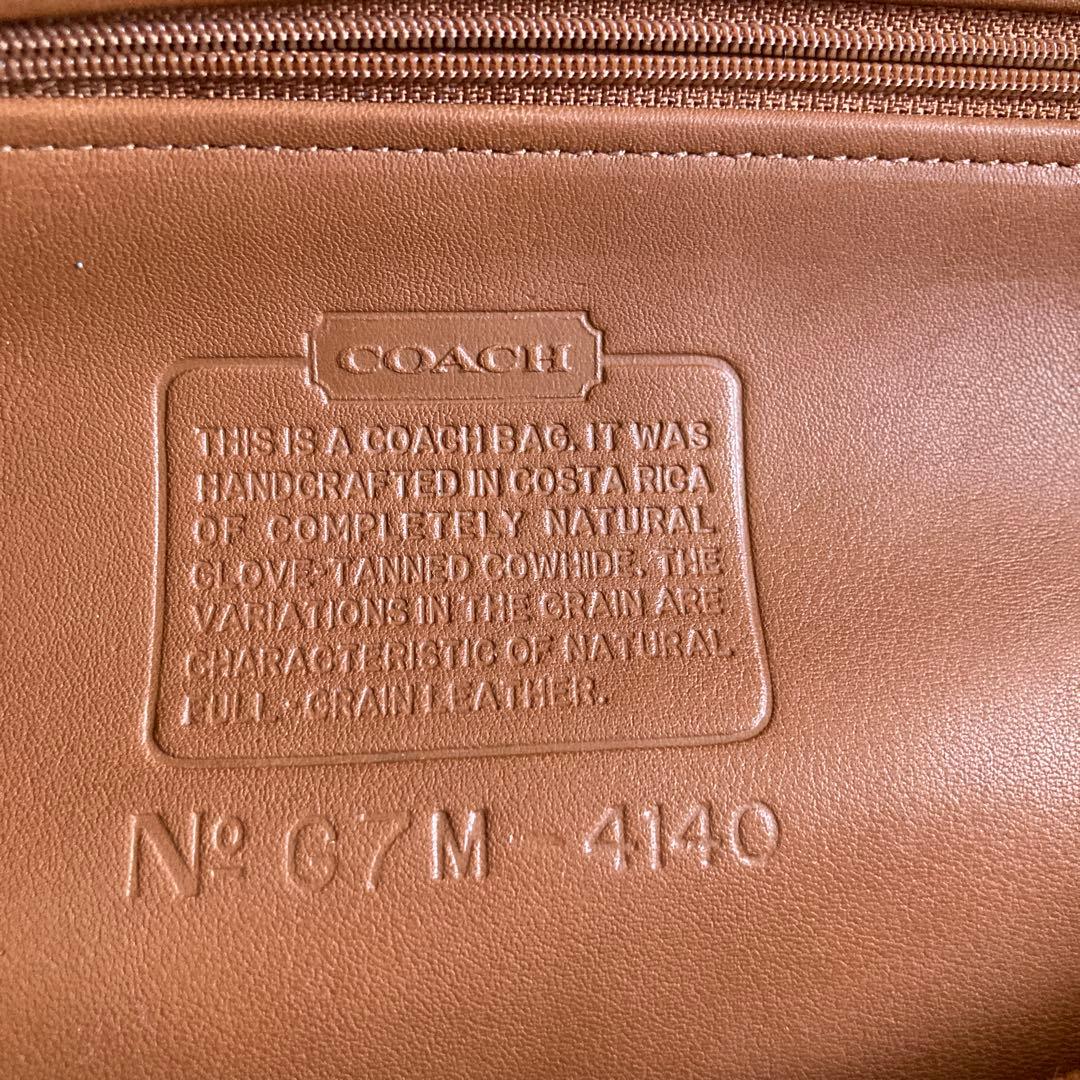 COACH
THIS IS A COACH BAG. IT WAS
HANDCRAFTED IN COSTA RICA
OF COMPLETELY NATURAL
GLOVE-TANNED COWHIDE. THE
VARIATIONS IN THE GRAIN ARE
CHARACTERISTIC OF NATURAL
FULL-GRAIN LEATHER.
Nº G7M-4140